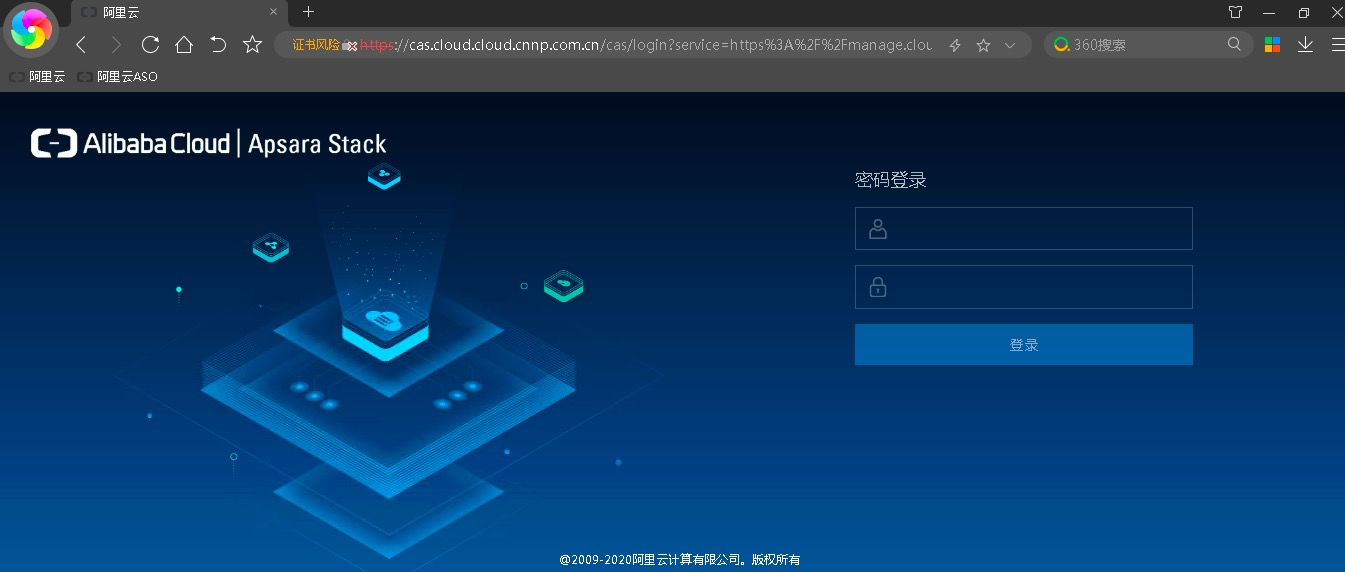 阿里云
证书风险 https://cas.cloud.cloud.cnnp.com.cn/cas/login?service=https%3A%2F%2Fmanage.clou
360搜索
阿里云 阿里云ASO
Alibaba Cloud | Apsara Stack
密码登录
登录
@2009-2020阿里云计算有限公司。版权所有